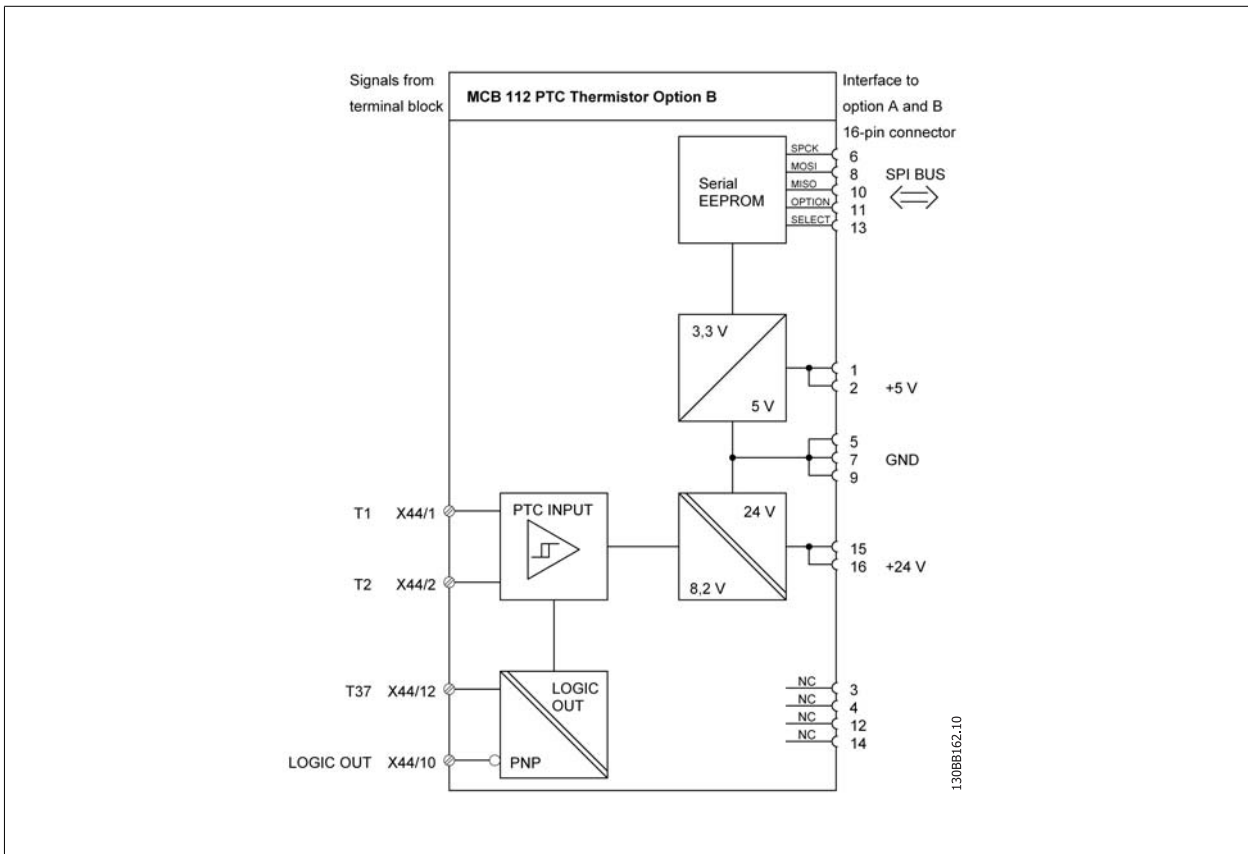 Signals from
terminal block
MCB 112 PTC Thermistor Option B
Interface to
option A and B
16-pin connector
Serial
EEPROM
SPCK
6
MOSI
8
MISO
10
OPTION
11
SELECT
13
SPI BUS
3,3 V
5 V
1
2
+5 V
5
7
GND
9
T1 X44/1
PTC INPUT
T2 X44/2
24 V
8,2 V
15
16
+24 V
T37 X44/12
LOGIC
OUT
LOGIC OUT X44/10
PNP
NC
3
NC
4
NC
12
NC
14
130BB162.10